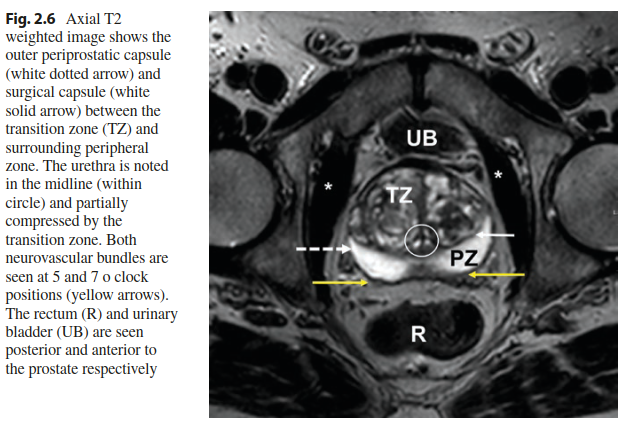 Fig. 2.6 Axial T2
weighted image shows the
outer periprostatic capsule
(white dotted arrow) and
surgical capsule (white
solid arrow) between the
transition zone (TZ) and
surrounding peripheral
zone. The urethra is noted
in the midline (within
circle) and partially
compressed by the
transition zone. Both
neurovascular bundles are
seen at 5 and 7 o clock
positions (yellow arrows).
The rectum (R) and urinary
bladder (UB) are seen
posterior and anterior to
the prostate respectively
UB
*
*
TZ
PZ
R